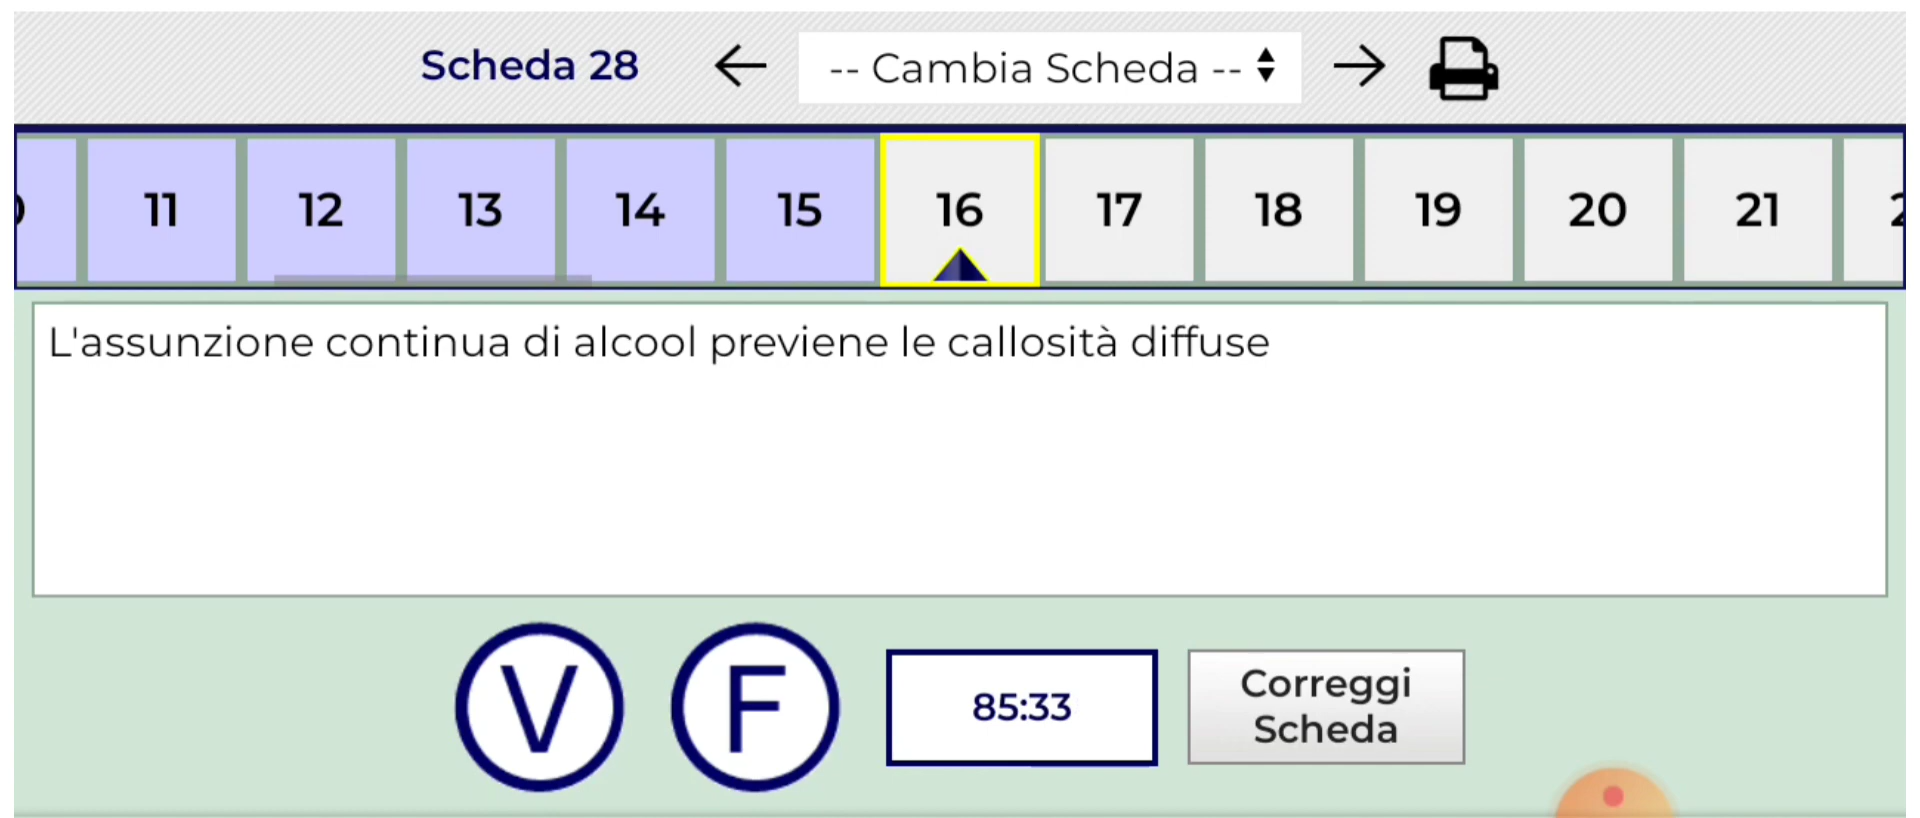 Scheda 28 ← -- Cambia Scheda -- →
11 12 13 14 15 16 17 18 19 20 21
L'assunzione continua di alcool previene le callosità diffuse
V F 85:33 Correggi
Scheda